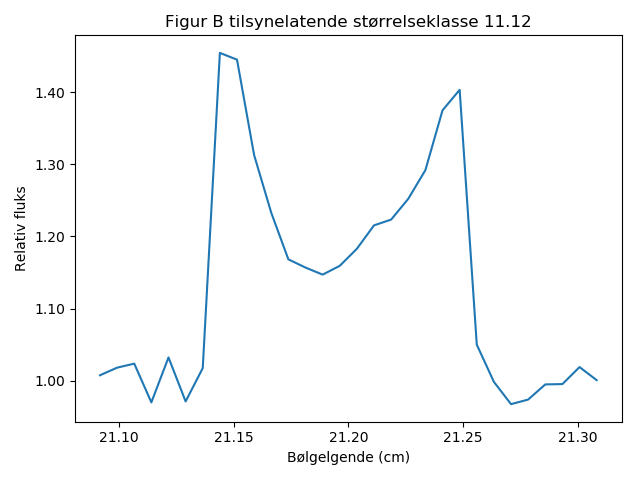 Figur B tilsynelatende størrelseklasse 11.12
1.40
1.30
1.20
1.10
1.00
Relativ fluks
21.10 21.15 21.20 21.25 21.30
Bølgelgende (cm)